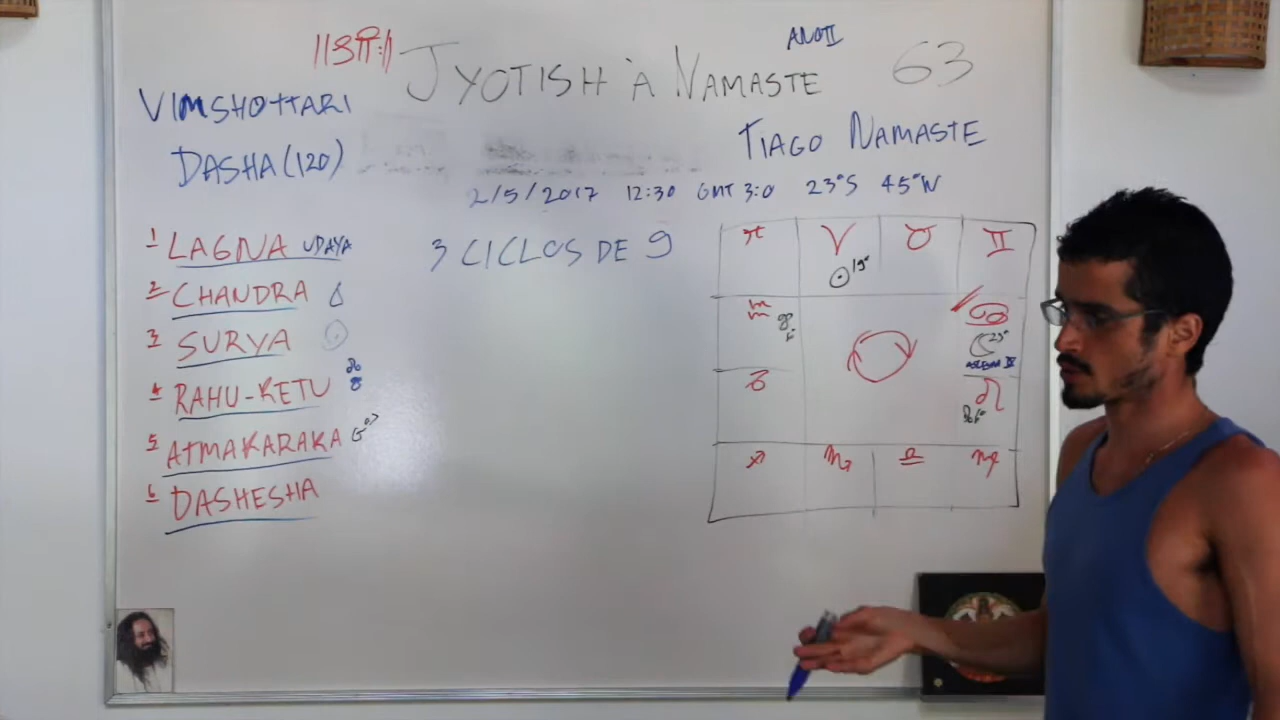 ANO II
JYOTISH À NAMASTE 63
VIMSHOTTARI
DASHA (120)
TIAGO NAMASTE
2/5/2017 12:30 GMT 3:0 23°S 45°W
1 LAGNA UDAYA
3 CICLOS DE 9
2 CHANDRA
3 SURYA
4 RAHU-KETU
5 ATMAKARAKA
6 DASHESHA
♈ ♉ ♊
☉ 19°
♋
☾ 25°
♌
♐ ♏ ♎ ♍